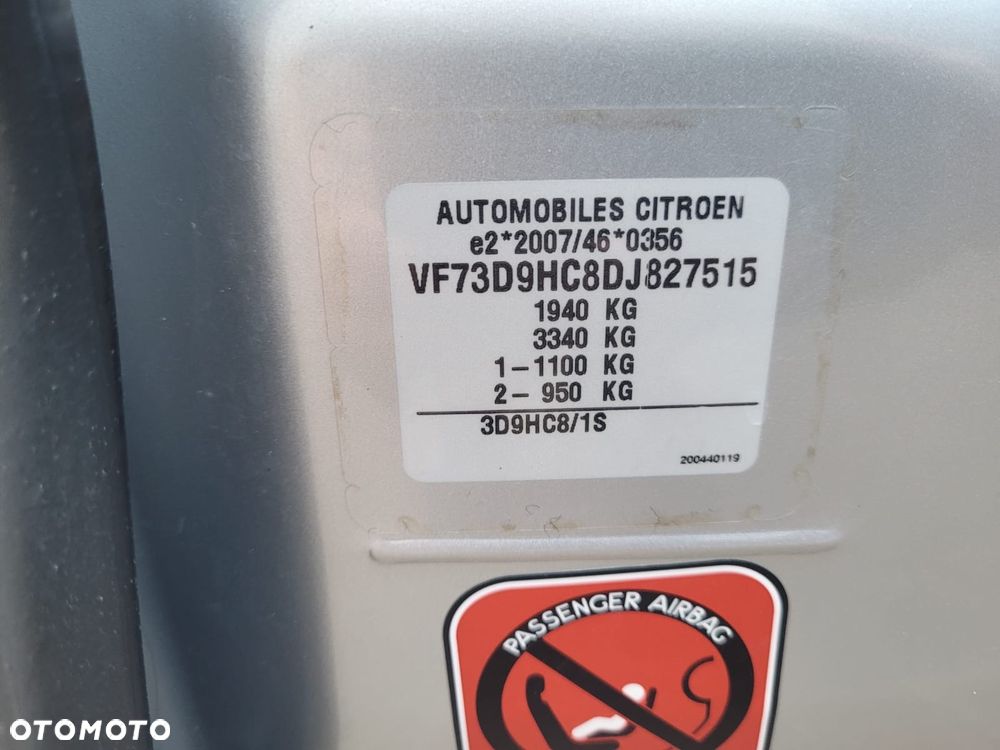 AUTOMOBILES CITROEN
e2*2007/46*0356
VF73D9HC8DJ827515
1940 KG
3340 KG
1-1100 KG
2- 950 KG
3D9HC8/1S
200440119
PASSENGER AIRBAG
OTOMOTO